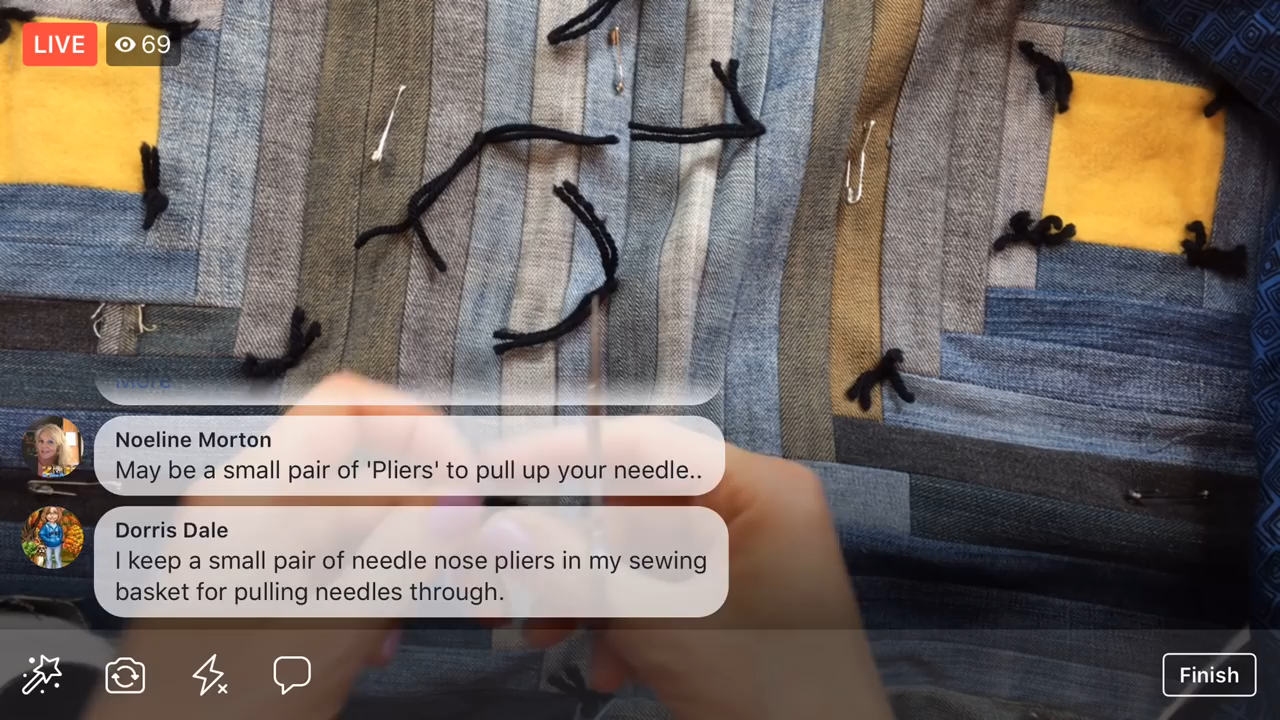 LIVE 69
More
Noeline Morton
May be a small pair of 'Pliers' to pull up your needle..
Dorris Dale
I keep a small pair of needle nose pliers in my sewing
basket for pulling needles through.
Finish